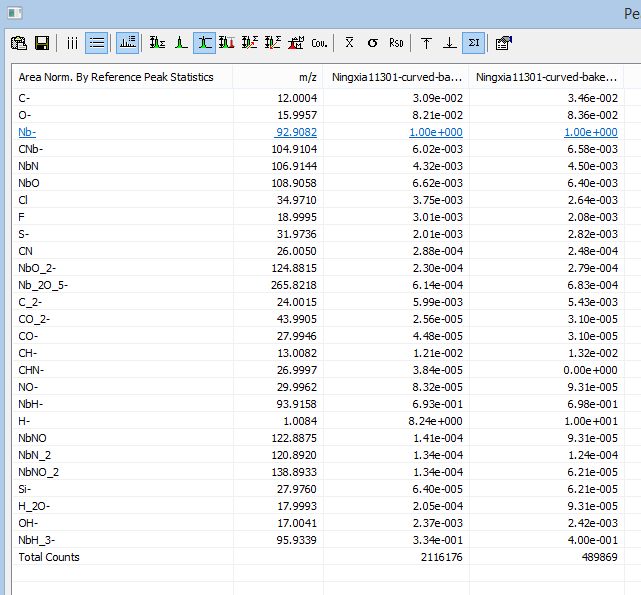 Pe
Cou.
x̅ σ RSD
ΣI
Area Norm. By Reference Peak Statistics m/z Ningxia11301-curved-ba... Ningxia11301-curved-bake...
C- 12.0004 3.09e-002 3.46e-002
O- 15.9957 8.21e-002 8.36e-002
Nb- 92.9082 1.00e+000 1.00e+000
CNb- 104.9104 6.02e-003 6.58e-003
NbN 106.9144 4.32e-003 4.50e-003
NbO 108.9058 6.62e-003 6.40e-003
Cl 34.9710 3.75e-003 2.64e-003
F 18.9995 3.01e-003 2.08e-003
S- 31.9736 2.01e-003 2.82e-003
CN 26.0050 2.88e-004 2.48e-004
NbO_2- 124.8815 2.30e-004 2.79e-004
Nb_2O_5- 265.8218 6.14e-004 6.83e-004
C_2- 24.0015 5.99e-003 5.43e-003
CO_2- 43.9905 2.56e-005 3.10e-005
CO- 27.9946 4.48e-005 3.10e-005
CH- 13.0082 1.21e-002 1.32e-002
CHN- 26.9997 3.84e-005 0.00e+000
NO- 29.9962 8.32e-005 9.31e-005
NbH- 93.9158 6.93e-001 6.98e-001
H- 1.0084 8.24e+000 1.00e+001
NbNO 122.8875 1.41e-004 9.31e-005
NbN_2 120.8920 1.34e-004 1.24e-004
NbNO_2 138.8933 1.34e-004 6.21e-005
Si- 27.9760 6.40e-005 6.21e-005
H_2O- 17.9993 2.05e-004 9.31e-005
OH- 17.0041 2.37e-003 2.42e-003
NbH_3- 95.9339 3.34e-001 4.00e-001
Total Counts 2116176 489869